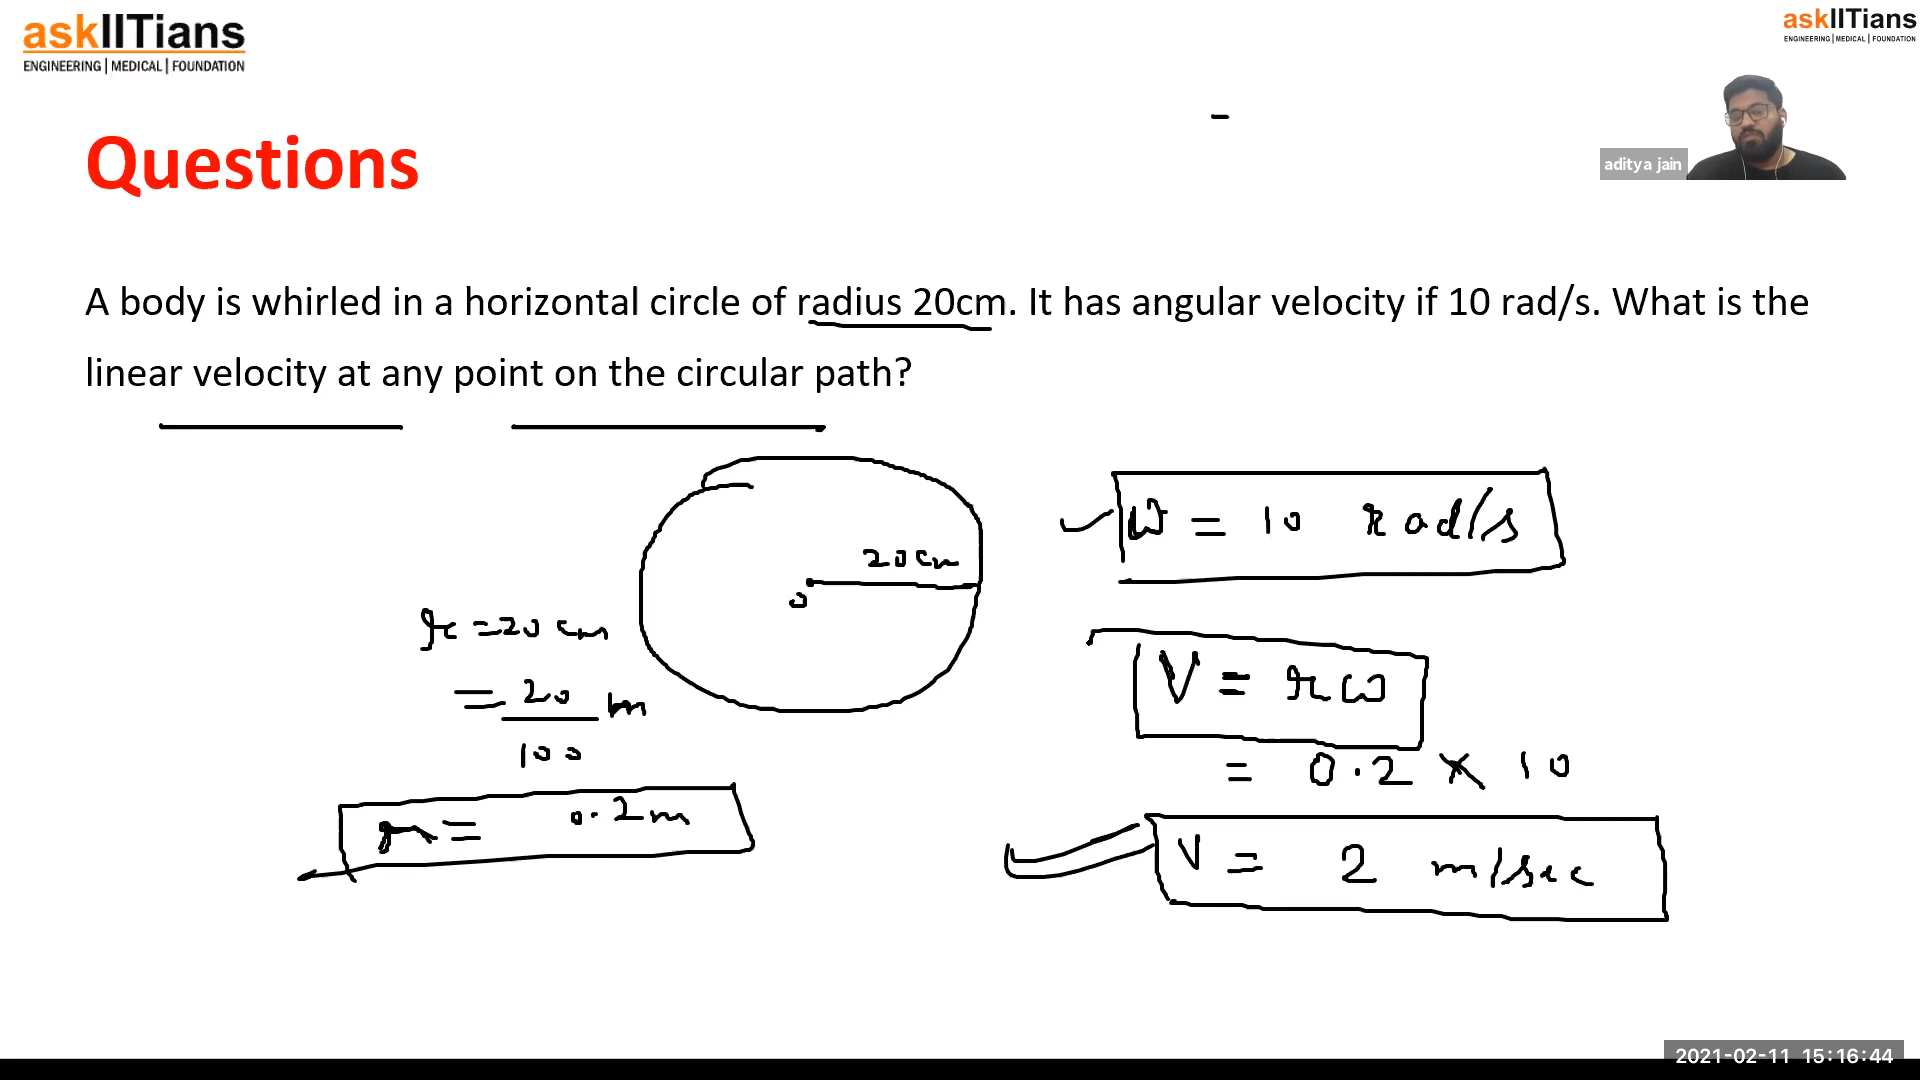 askIITians
ENGINEERING | MEDICAL | FOUNDATION
askIITians
ENGINEERING | MEDICAL | FOUNDATION
aditya jain
Questions
A body is whirled in a horizontal circle of radius 20cm. It has angular velocity if 10 rad/s. What is the
linear velocity at any point on the circular path?
ω = 10 rad/s
20 cm
o
r = 20 cm
= 20/100 m
r = 0.2 m
V = rω
= 0.2 × 10
V = 2 m/sec
2021-02-11 15:16:44